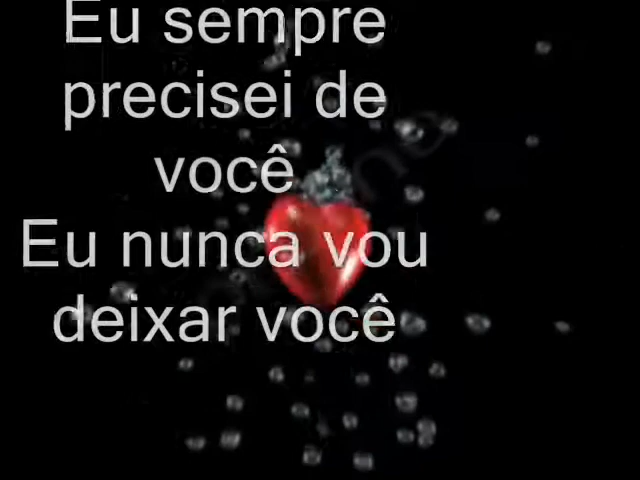 Eu sempre
precisei de
você
Eu nunca vou
deixar você